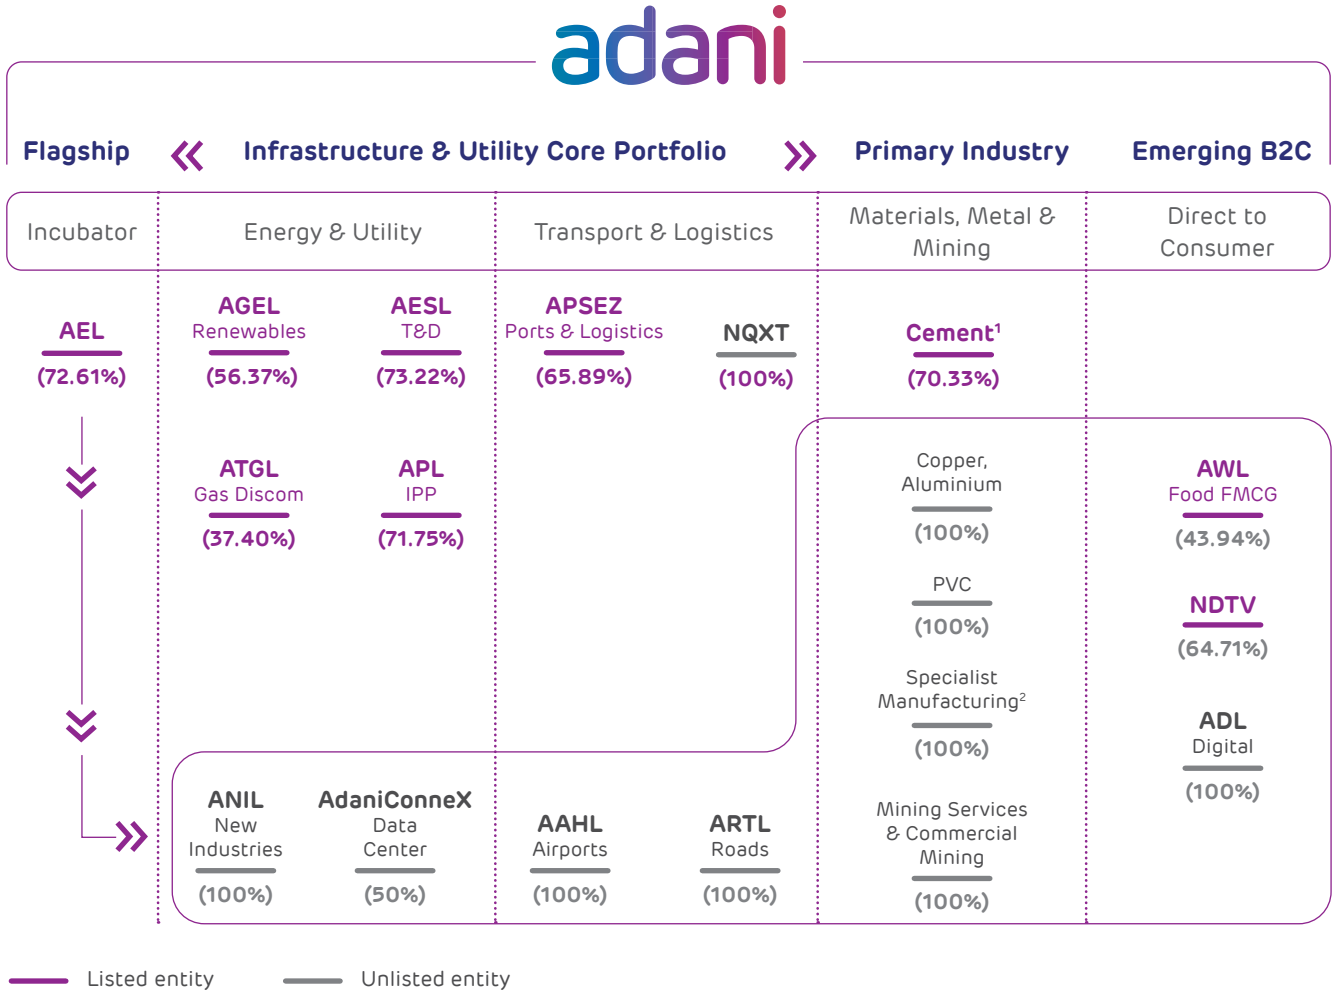 adani
Flagship
Infrastructure & Utility Core Portfolio
Primary Industry
Emerging B2C
Incubator
Energy & Utility
Transport & Logistics
Materials, Metal &
Mining
Direct to
Consumer
AEL
(72.61%)
AGEL
Renewables
(56.37%)
AESL
T&D
(73.22%)
APSEZ
Ports & Logistics
(65.89%)
NQXT
(100%)
Cement¹
(70.33%)
ATGL
Gas Discom
(37.40%)
APL
IPP
(71.75%)
Copper,
Aluminium
(100%)
PVC
(100%)
Specialist
Manufacturing²
(100%)
Mining Services
& Commercial
Mining
(100%)
AWL
Food FMCG
(43.94%)
NDTV
(64.71%)
ADL
Digital
(100%)
ANIL
New
Industries
(100%)
AdaniConneX
Data
Center
(50%)
AAHL
Airports
(100%)
ARTL
Roads
(100%)
Listed entity
Unlisted entity